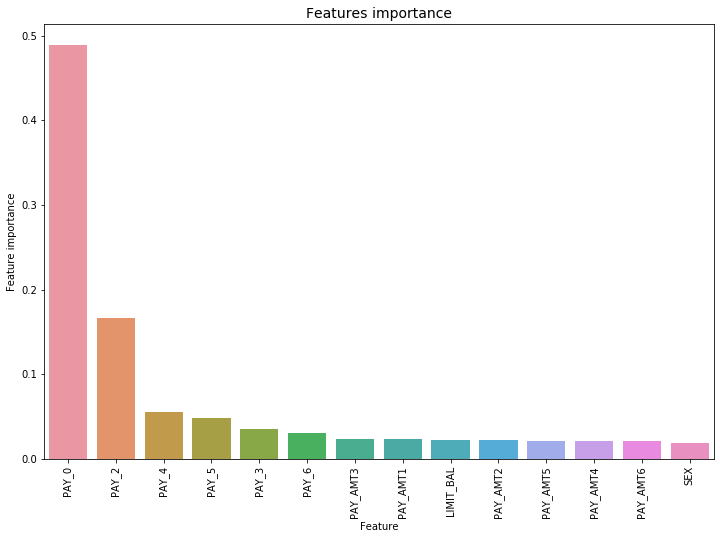 Features importance
Feature importance
0.5
0.4
0.3
0.2
0.1
0.0
PAY_0
PAY_2
PAY_4
PAY_5
PAY_3
PAY_6
PAY_AMT3
PAY_AMT1
LIMIT_BAL
PAY_AMT2
PAY_AMT5
PAY_AMT4
PAY_AMT6
SEX
Feature